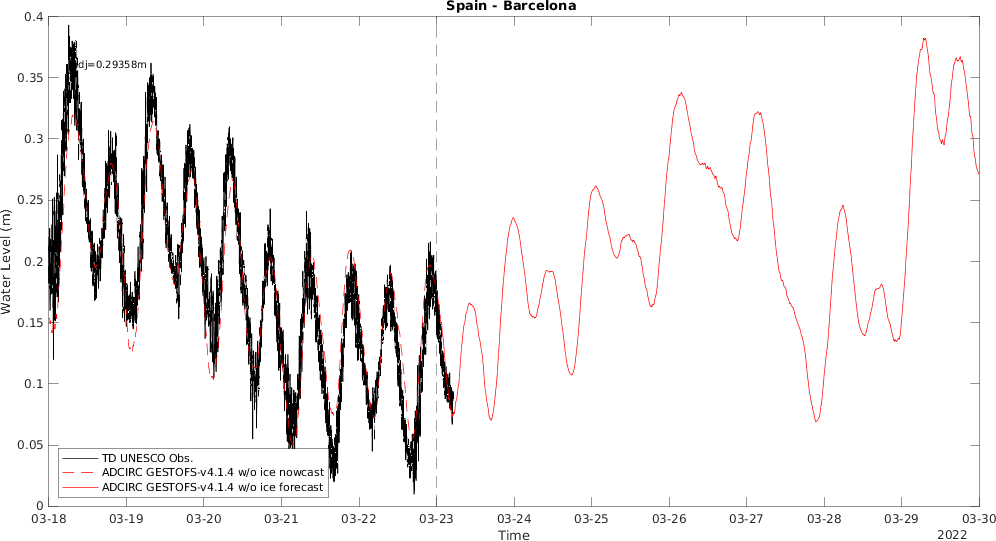 Spain - Barcelona
0.4
0.35
0.3
0.25
0.2
0.15
0.1
0.05
0
Water Level (m)
dj=0.29358m
TD UNESCO Obs.
ADCIRC GESTOFS-v4.1.4 w/o ice nowcast
ADCIRC GESTOFS-v4.1.4 w/o ice forecast
03-18 03-19 03-20 03-21 03-22 03-23 03-24 03-25 03-26 03-27 03-28 03-29 03-30
Time
2022